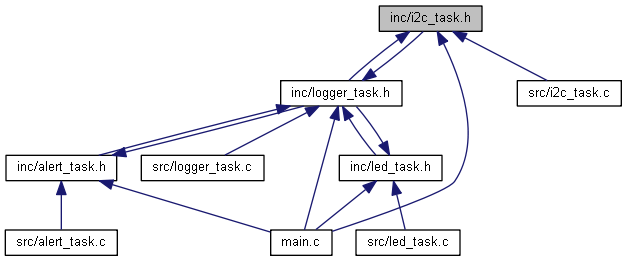 inc/i2c_task.h
inc/logger_task.h
src/i2c_task.c
inc/alert_task.h
src/logger_task.c
inc/led_task.h
src/alert_task.c
main.c
src/led_task.c